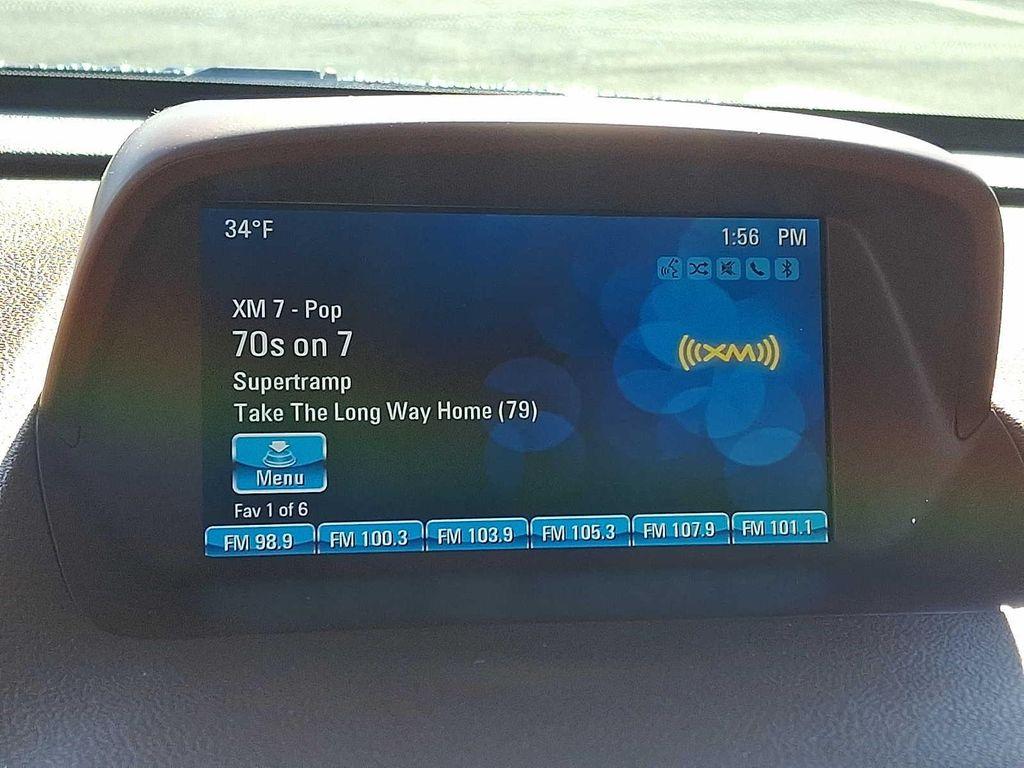 34°F
1:56 PM
XM 7 - Pop
70s on 7
XM
Supertramp
Take The Long Way Home (79)
Menu
Fav 1 of 6
FM 98.9 FM 100.3 FM 103.9 FM 105.3 FM 107.9 FM 101.1